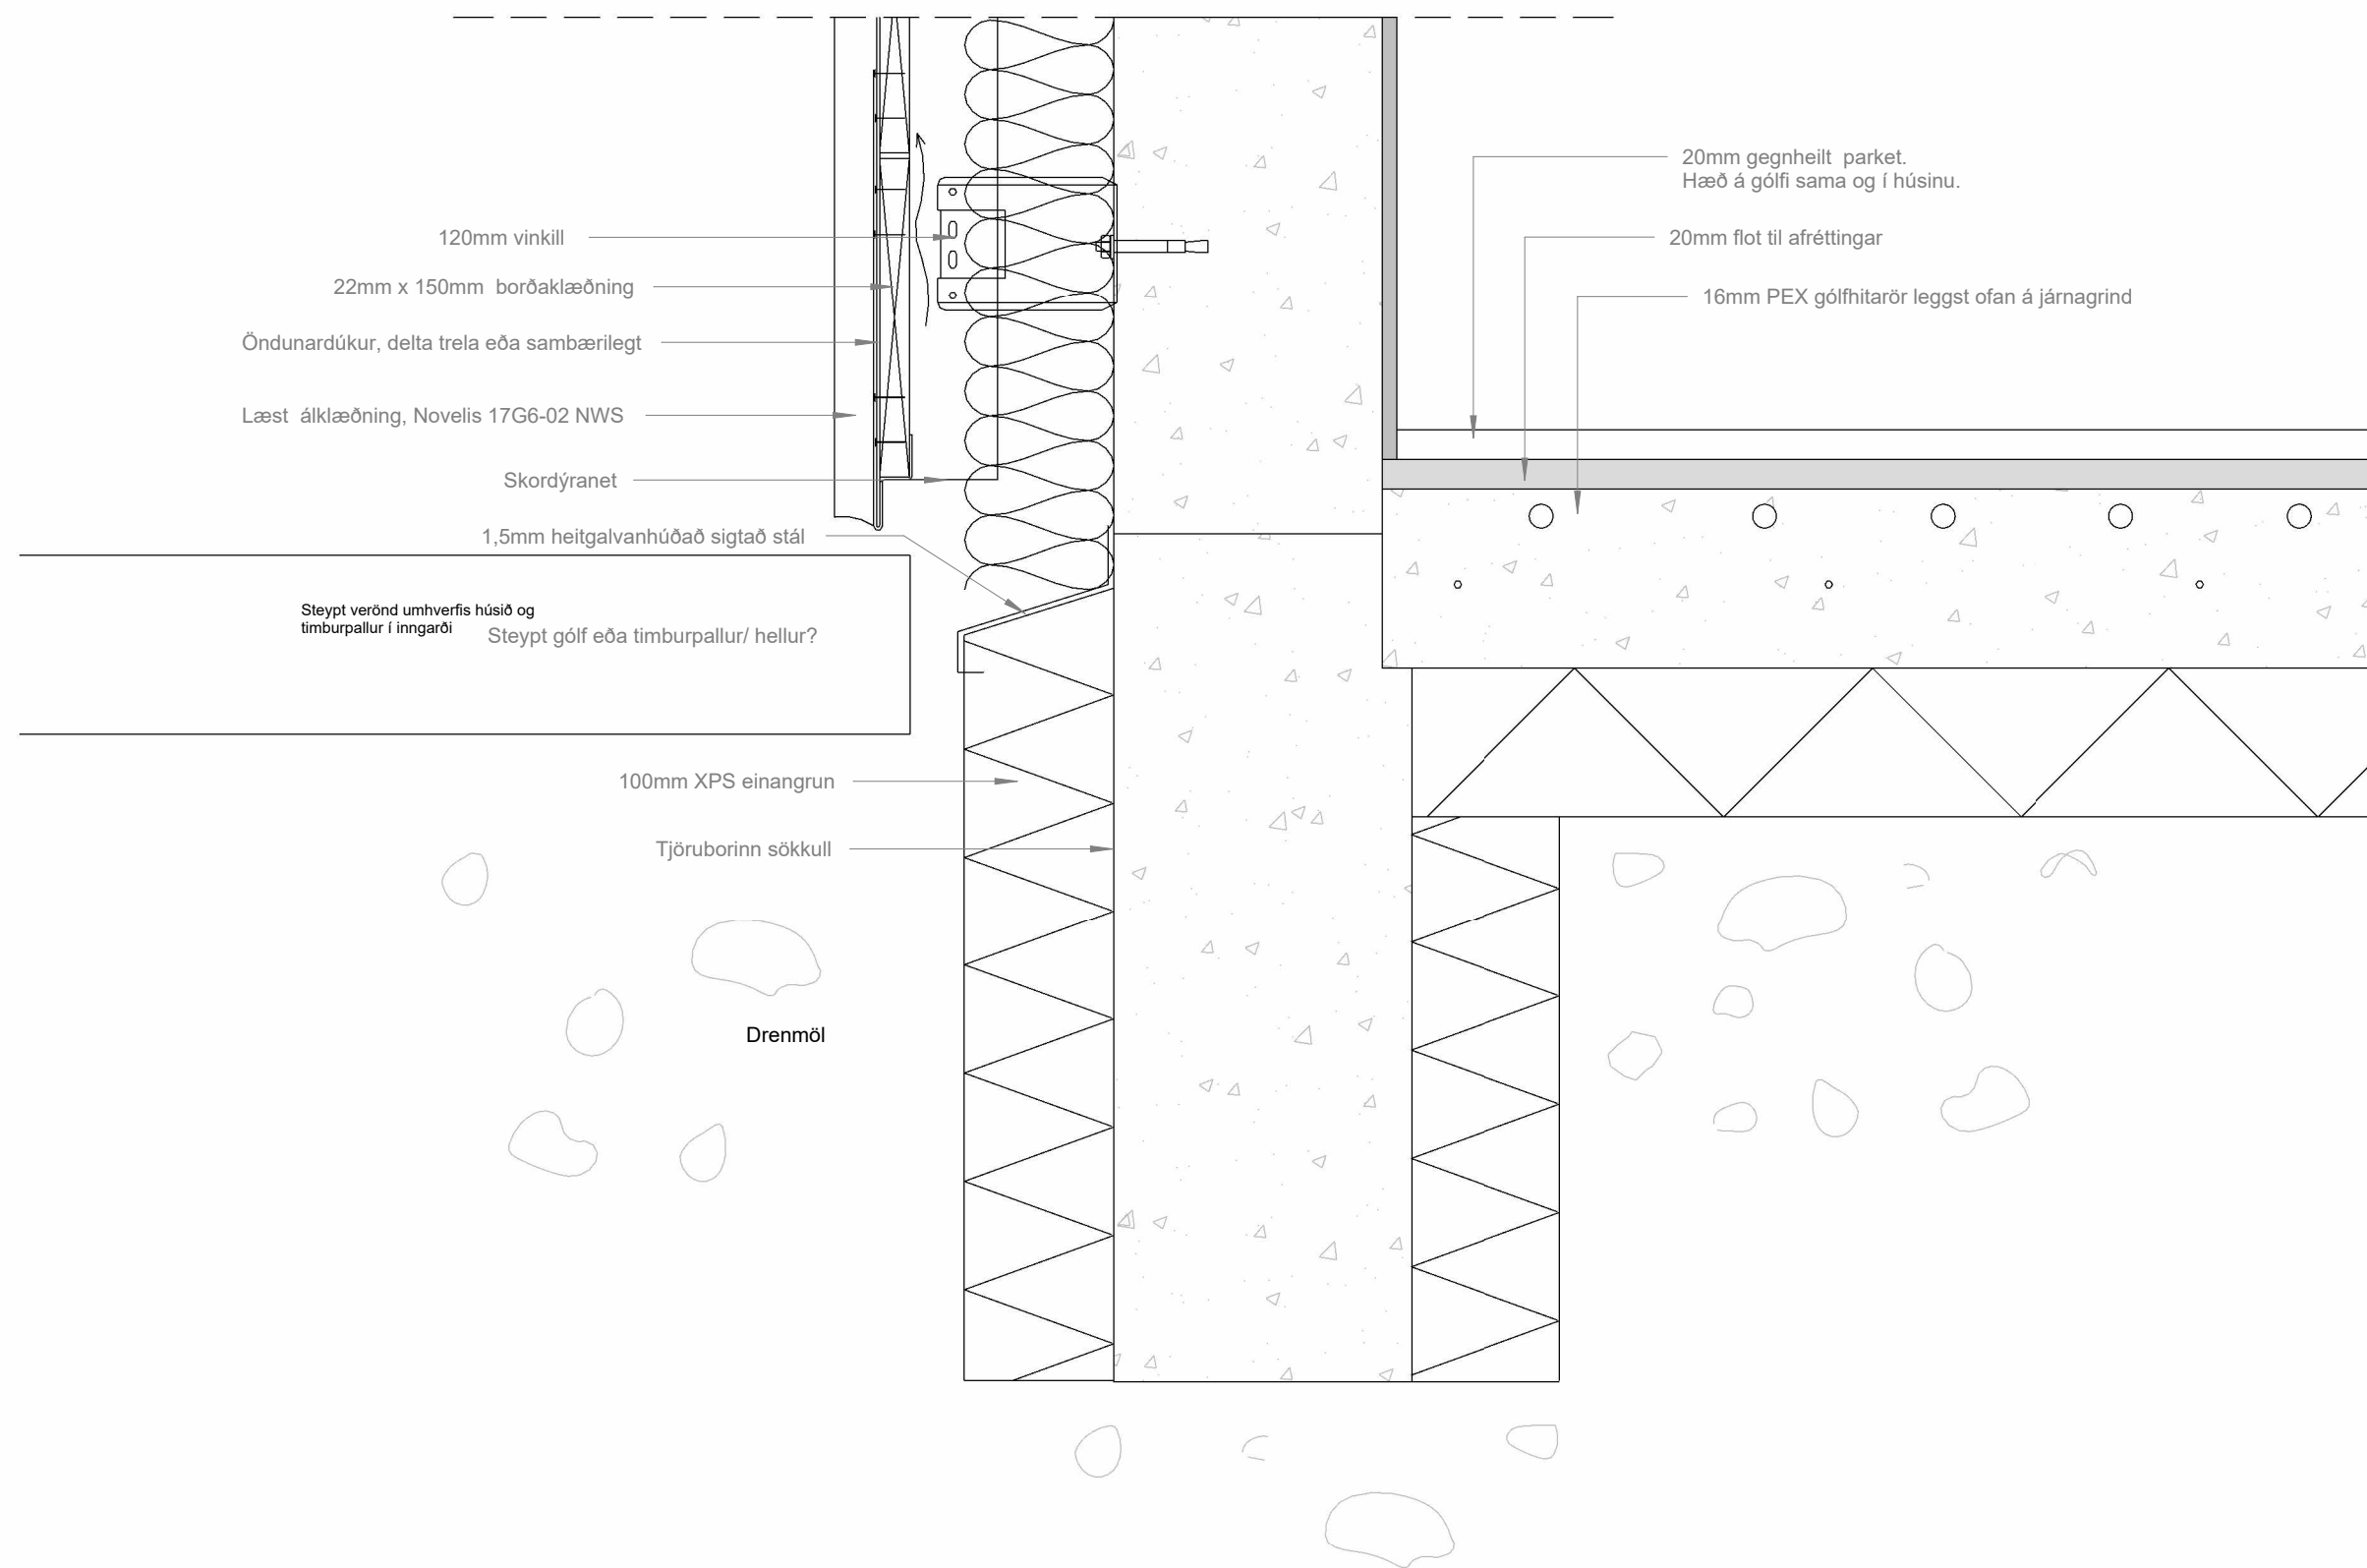 20mm gegnheilt parket.
Hæð á gólfi sama og í húsinu.
120mm vinkill
20mm flot til afréttingar
22mm x 150mm borðaklæðning
16mm PEX gólfhitarör leggst ofan á járnagrind
Öndunardúkur, delta trela eða sambærilegt
Læst álklæðning, Novelis 17G6-02 NWS
Skordýranet
1,5mm heitgalvanhúðað sigtað stál
Steypt verönd umhverfis húsið og
timburpallur í inngarði
Steypt gólf eða timburpallur/ hellur?
100mm XPS einangrun
Tjöruborinn sökkull
Drenmöl